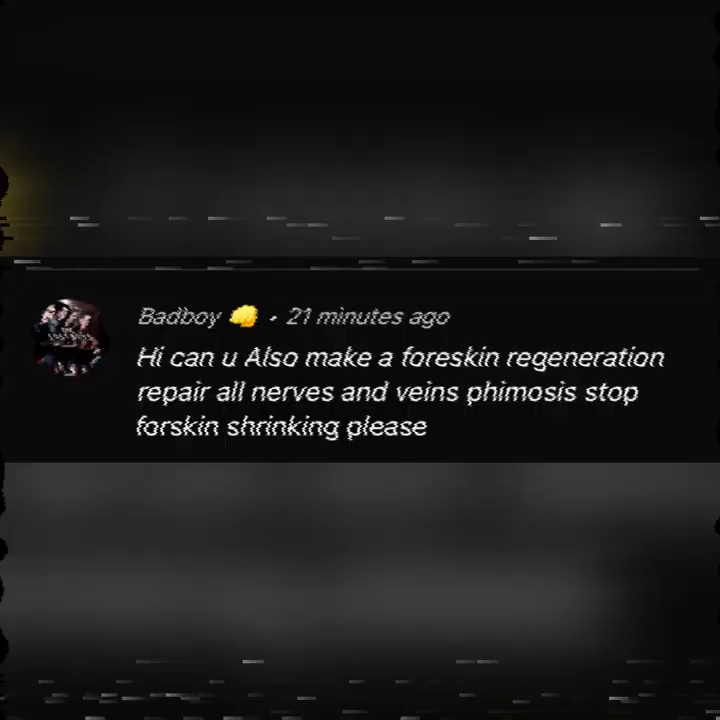 Badboy 👊 • 21 minutes ago
Hi can u Also make a foreskin regeneration
repair all nerves and veins phimosis stop
forskin shrinking please